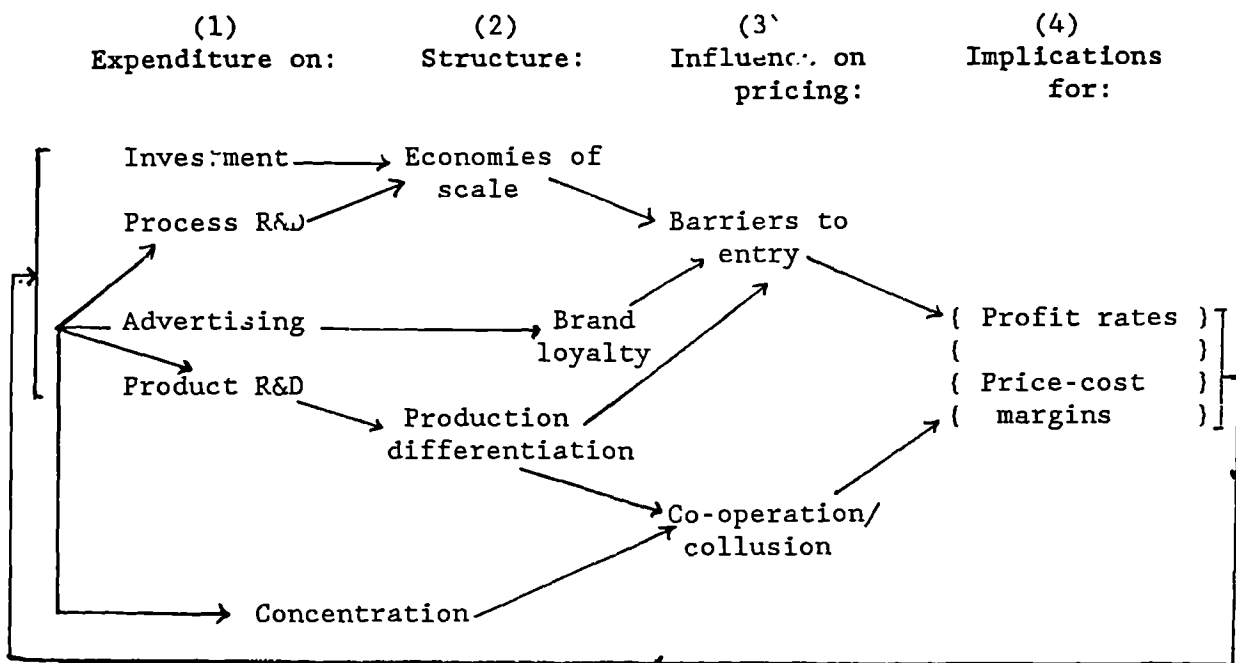 (1) (2) (3` (4)
Expenditure on: Structure: on Implications
pricing: for:
Economies of
scale
Process Barriers to
entry
Advertising Brand { Profit rates }
loyalty { }
Product R&D { Price-cost }
Production { margins }
differentiation
Co-operation/
collusion
Concentration